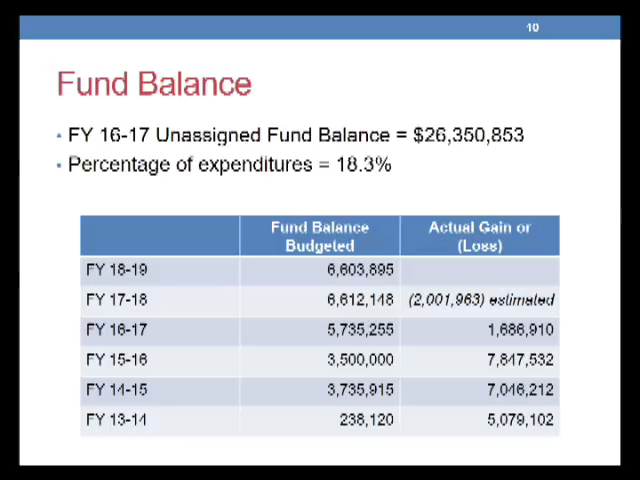 10
Fund Balance
• FY 16-17 Unassigned Fund Balance = $26,350,853
• Percentage of expenditures = 18.3%
Fund Balance Budgeted Actual Gain or (Loss)
FY 18-19 6,603,895
FY 17-18 6,612,148 (2,001,963) estimated
FY 16-17 5,735,255 1,686,910
FY 15-16 3,500,000 7,847,532
FY 14-15 3,735,915 7,046,212
FY 13-14 238,120 5,079,102